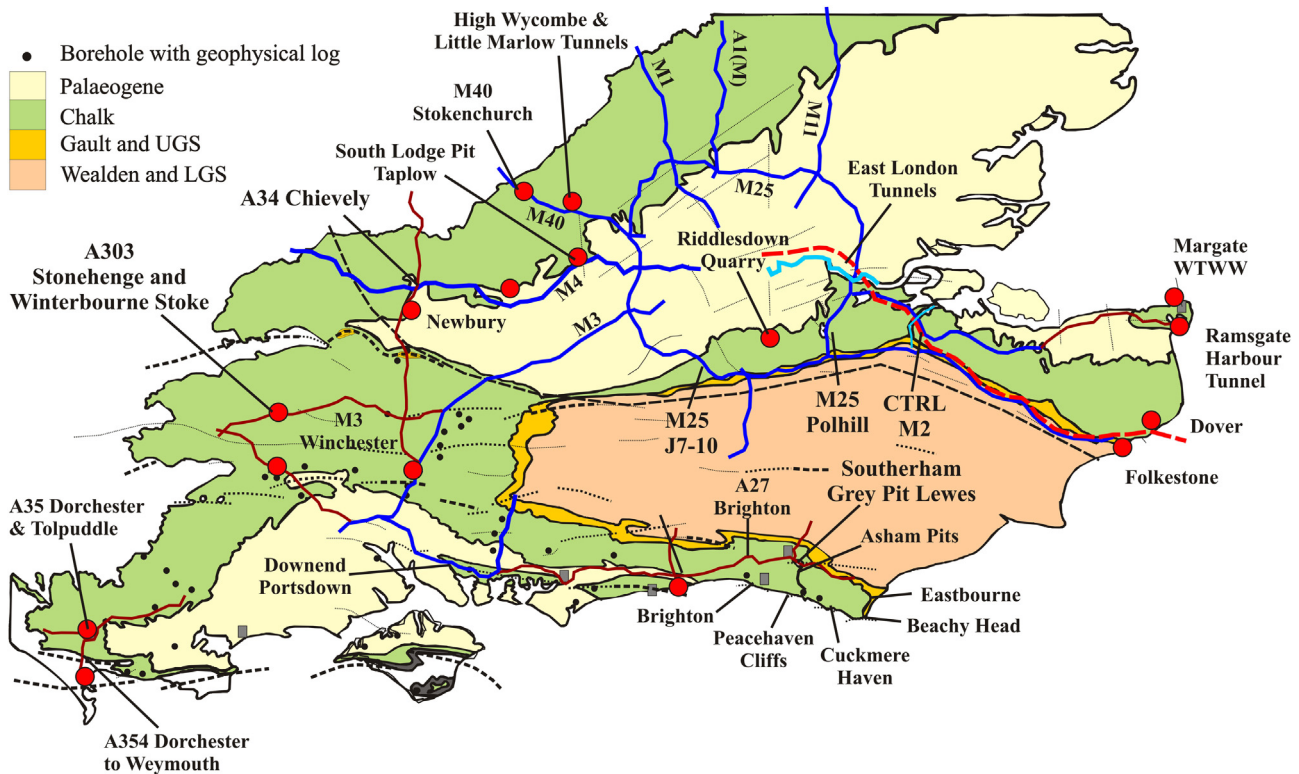 High Wycombe &
Little Marlow Tunnels
Borehole with geophysical log
Palaeogene
Chalk
Gault and UGS
Wealden and LGS
M1
A1(M)
M11
M40
Stokenchurch
South Lodge Pit
Taplow
A34 Chievely
M40
M25
East London
Tunnels
A303
Stonehenge and
Winterbourne Stoke
Riddlesdown
Quarry
Margate
WTWW
M4
Newbury
M3
Ramsgate
Harbour
Tunnel
M3
Winchester
M25
J7-10
M25
Polhill
CTRL
M2
Dover
Folkestone
Southerham
Grey Pit Lewes
A27
Brighton
A35 Dorchester
& Tolpuddle
Asham Pits
Downend
Portsdown
Brighton
Eastbourne
Beachy Head
Peacehaven
Cliffs
Cuckmere
Haven
A354 Dorchester
to Weymouth